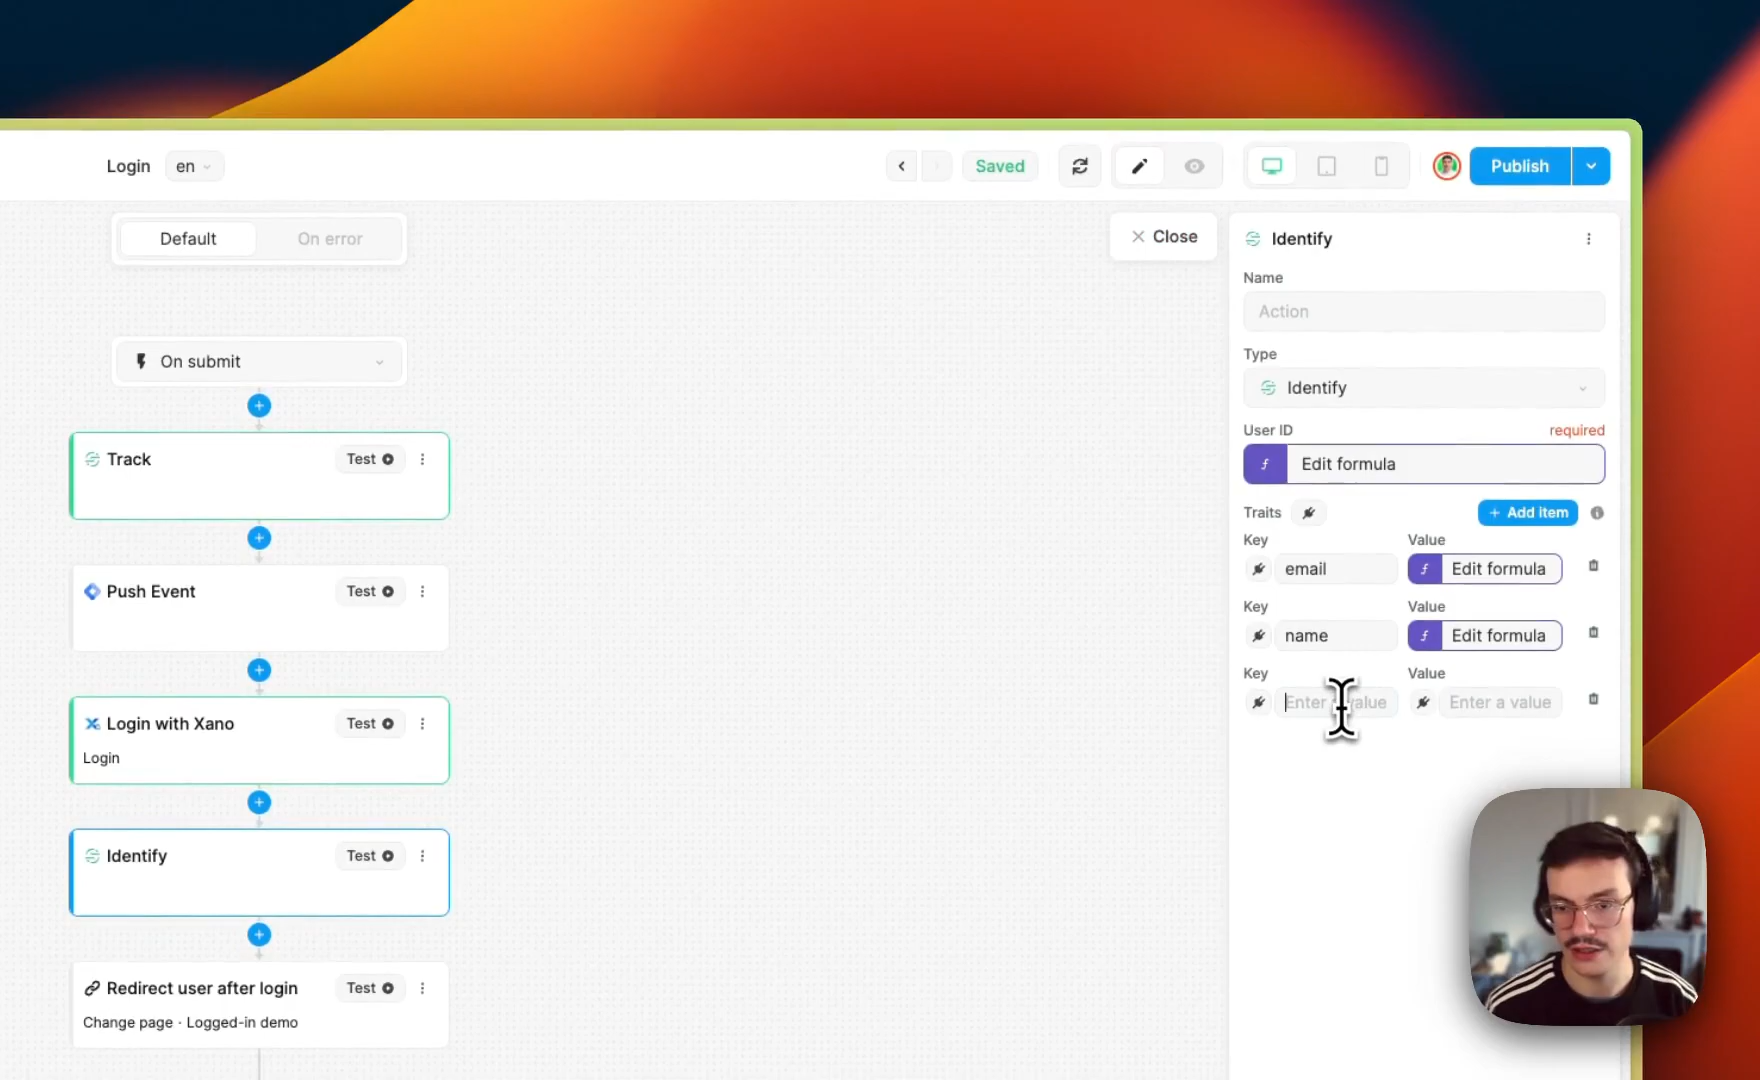 Login
en
Saved
Publish
Default
On error
Close
Identify
Name
Action
Type
Identify
User ID
required
Edit formula
Traits
+ Add item
Key
Value
email
Edit formula
Key
Value
name
Edit formula
Key
Value
Enter value
Enter a value
On submit
Track
Test
Push Event
Test
Login with Xano
Test
Login
Identify
Test
Redirect user after login
Test
Change page · Logged-in demo